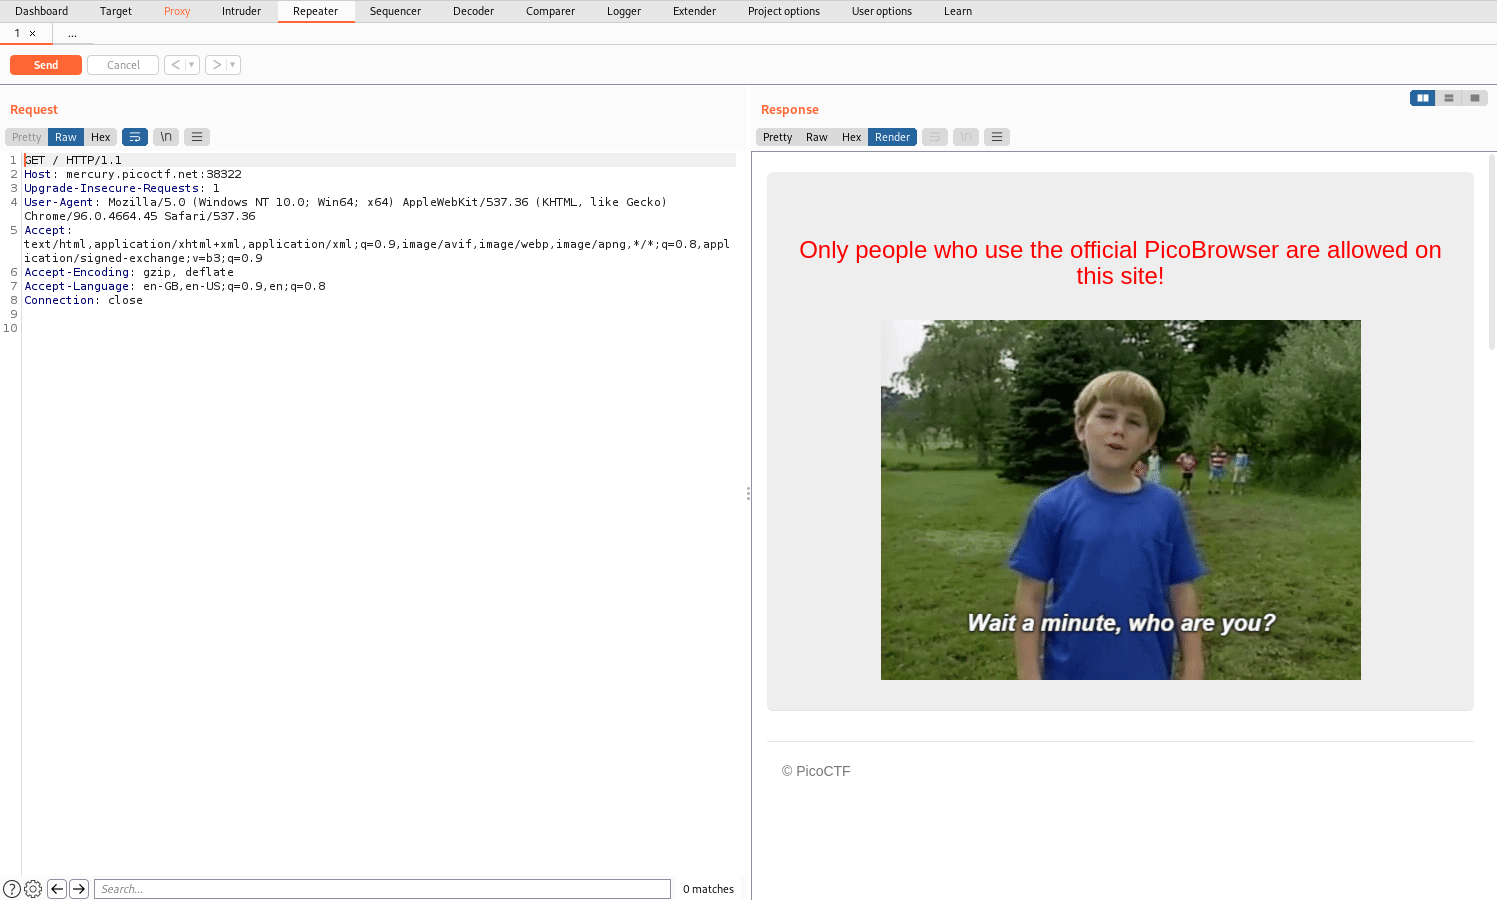 Dashboard Target Proxy Intruder Repeater Sequencer Decoder Comparer Logger Extender Project options User options Learn
1 × ...
Send Cancel < ▾ > ▾
Request
Pretty Raw Hex \n
1 GET / HTTP/1.1
2 Host: mercury.picoctf.net:38322
3 Upgrade-Insecure-Requests: 1
4 User-Agent: Mozilla/5.0 (Windows NT 10.0; Win64; x64) AppleWebKit/537.36 (KHTML, like Gecko)
Chrome/96.0.4664.45 Safari/537.36
5 Accept:
text/html,application/xhtml+xml,application/xml;q=0.9,image/avif,image/webp,image/apng,*/*;q=0.8,appl
ication/signed-exchange;v=b3;q=0.9
6 Accept-Encoding: gzip, deflate
7 Accept-Language: en-GB,en-US;q=0.9,en;q=0.8
8 Connection: close
9
10
? Search... 0 matches
Response
Pretty Raw Hex Render \n
Only people who use the official PicoBrowser are allowed on
this site!
Wait a minute, who are you?
© PicoCTF